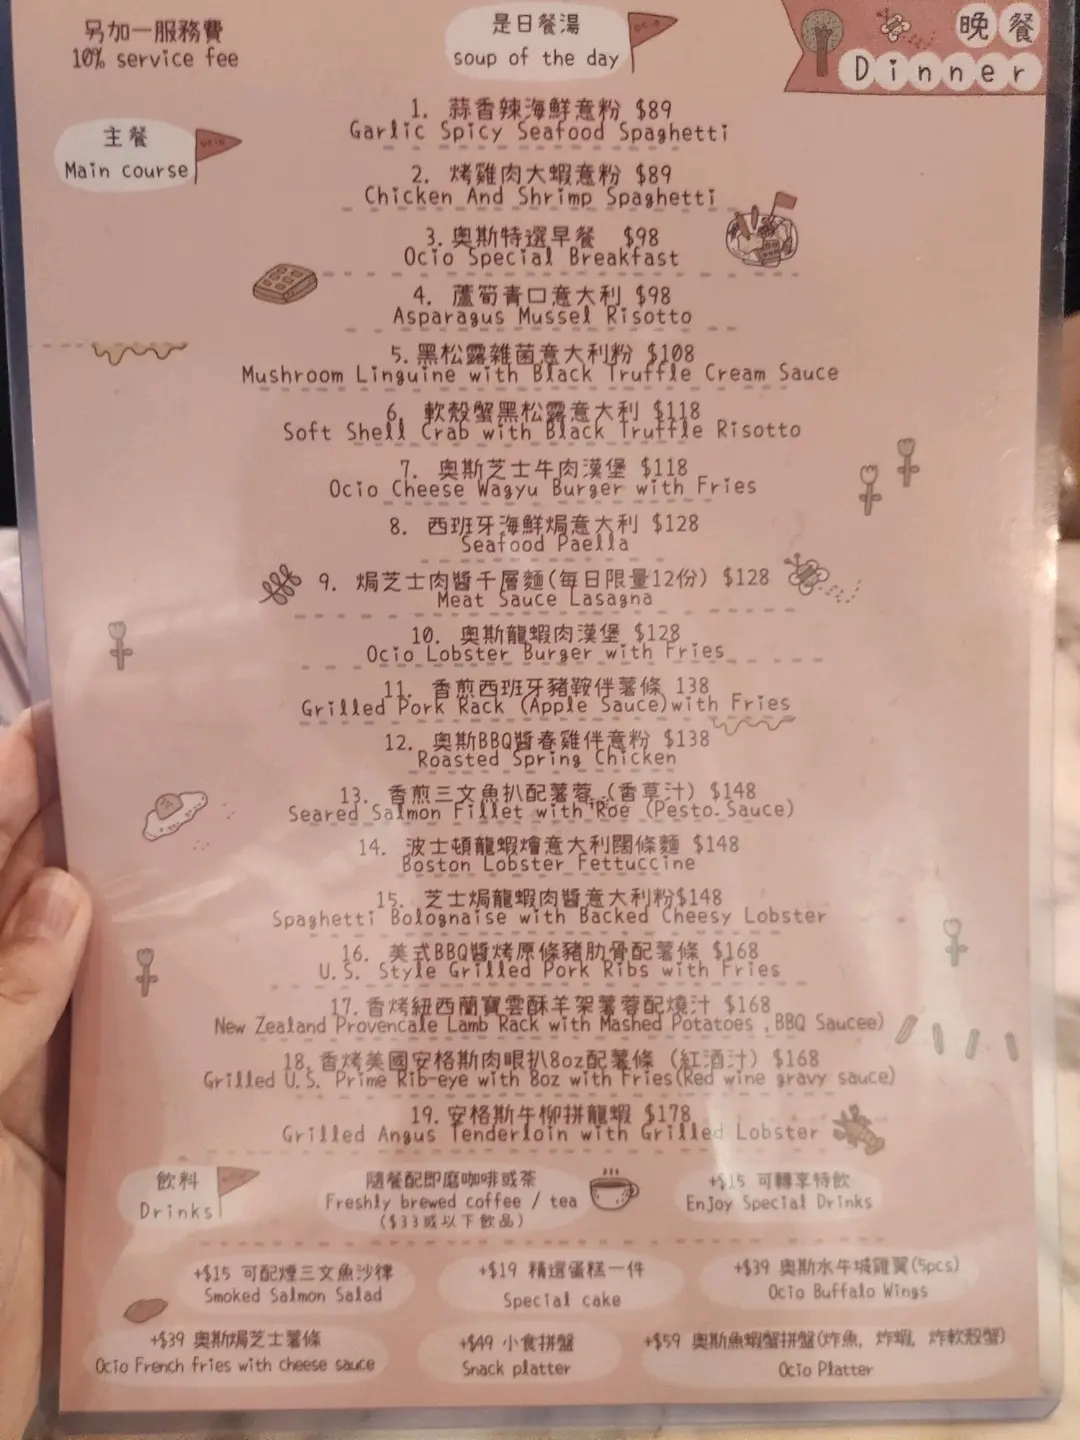 另加一服務費
10% service fee
是日餐湯
soup of the day
晚餐
Dinner
主餐
Main course
1. 蒜香辣海鮮意粉 $89
Garlic Spicy Seafood Spaghetti
2. 烤雞肉大蝦意粉 $89
Chicken And Shrimp Spaghetti
3. 奧斯特選早餐 $98
Ocio Special Breakfast
4. 蘆筍青口意大利 $98
Asparagus Mussel Risotto
5. 黑松露雜菌意大利粉 $108
Mushroom Linguine with Black Truffle Cream Sauce
6. 軟殼蟹黑松露意大利 $118
Soft Shell Crab with Black Truffle Risotto
7. 奧斯芝士牛肉漢堡 $118
Ocio Cheese Wagyu Burger with Fries
8. 西班牙海鮮焗意大利 $128
Seafood Paella
9. 焗芝士肉醬千層麵(每日限量12份) $128
Meat Sauce Lasagna
10. 奧斯龍蝦肉漢堡 $128
Ocio Lobster Burger with Fries
11. 香煎西班牙豬鞍伴薯條 138
Grilled Pork Rack (Apple Sauce)with Fries
12. 奧斯BBQ醬春雞伴意粉 $138
Roasted Spring Chicken
13. 香煎三文魚扒配薯蓉 (香草汁) $148
Seared Salmon Fillet with Roe (Pesto Sauce)
14. 波士頓龍蝦燴意大利闊條麵 $148
Boston Lobster Fettuccine
15. 芝士焗龍蝦肉醬意大利粉$148
Spaghetti Bolognaise with Backed Cheesy Lobster
16. 美式BBQ醬烤原條豬肋骨配薯條 $168
U.S. Style Grilled Pork Ribs with Fries
17. 香烤紐西蘭寶雲酥羊架薯蓉配燒汁 $168
New Zealand Provencale Lamb Rack with Mashed Potatoes ,BBQ Saucee)
18. 香烤美國安格斯肉眼扒8oz配薯條 (紅酒汁) $168
Grilled U.S. Prime Rib-eye with 8oz with Fries(Red wine gravy sauce)
19. 安格斯牛柳拼龍蝦 $178
Grilled Angus Tenderloin with Grilled Lobster
飲料
Drinks
隨餐配即磨咖啡或茶
Freshly brewed coffee / tea
($33或以下飲品)
+$15 可轉享特飲
Enjoy Special Drinks
+$15 可配煙三文魚沙律
Smoked Salmon Salad
+$19 精選蛋糕一件
Special cake
+$39 奧斯水牛城雞翼(5pcs)
Ocio Buffalo Wings
+$39 奧斯焗芝士薯條
Ocio French fries with cheese sauce
+$49 小食拼盤
Snack platter
+$59 奧斯魚蝦蟹拼盤(炸魚, 炸蝦, 炸軟殼蟹)
Ocio Platter